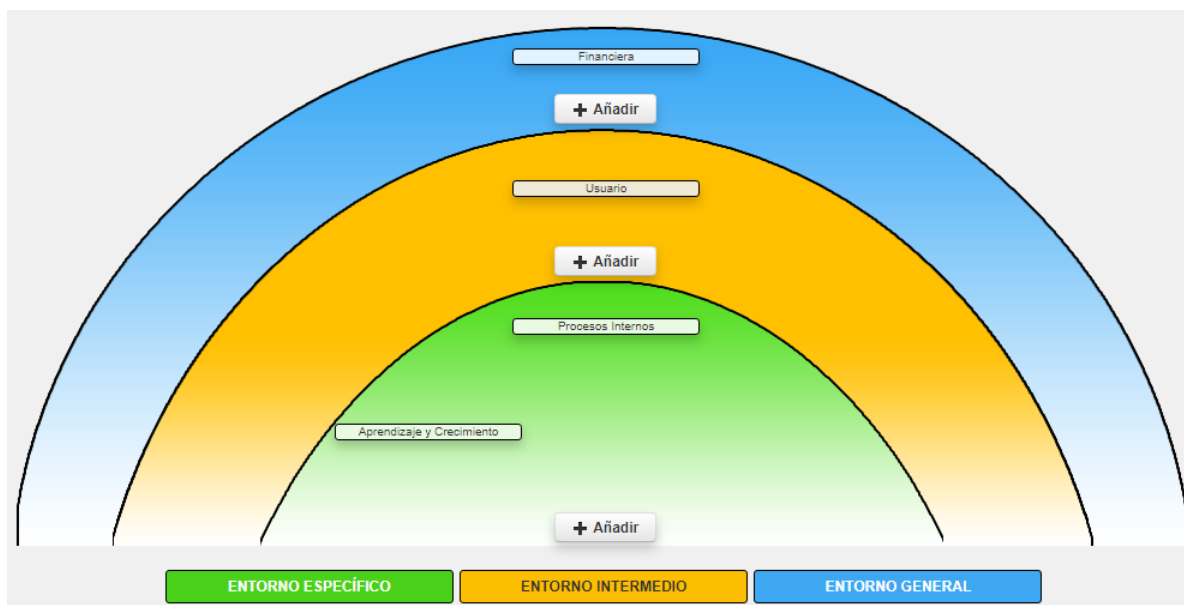 Financiera
Añadir
Usuario
Añadir
Procesos Internos
Aprendizaje y Crecimiento
Añadir
ENTORNO ESPECÍFICO
ENTORNO INTERMEDIO
ENTORNO GENERAL